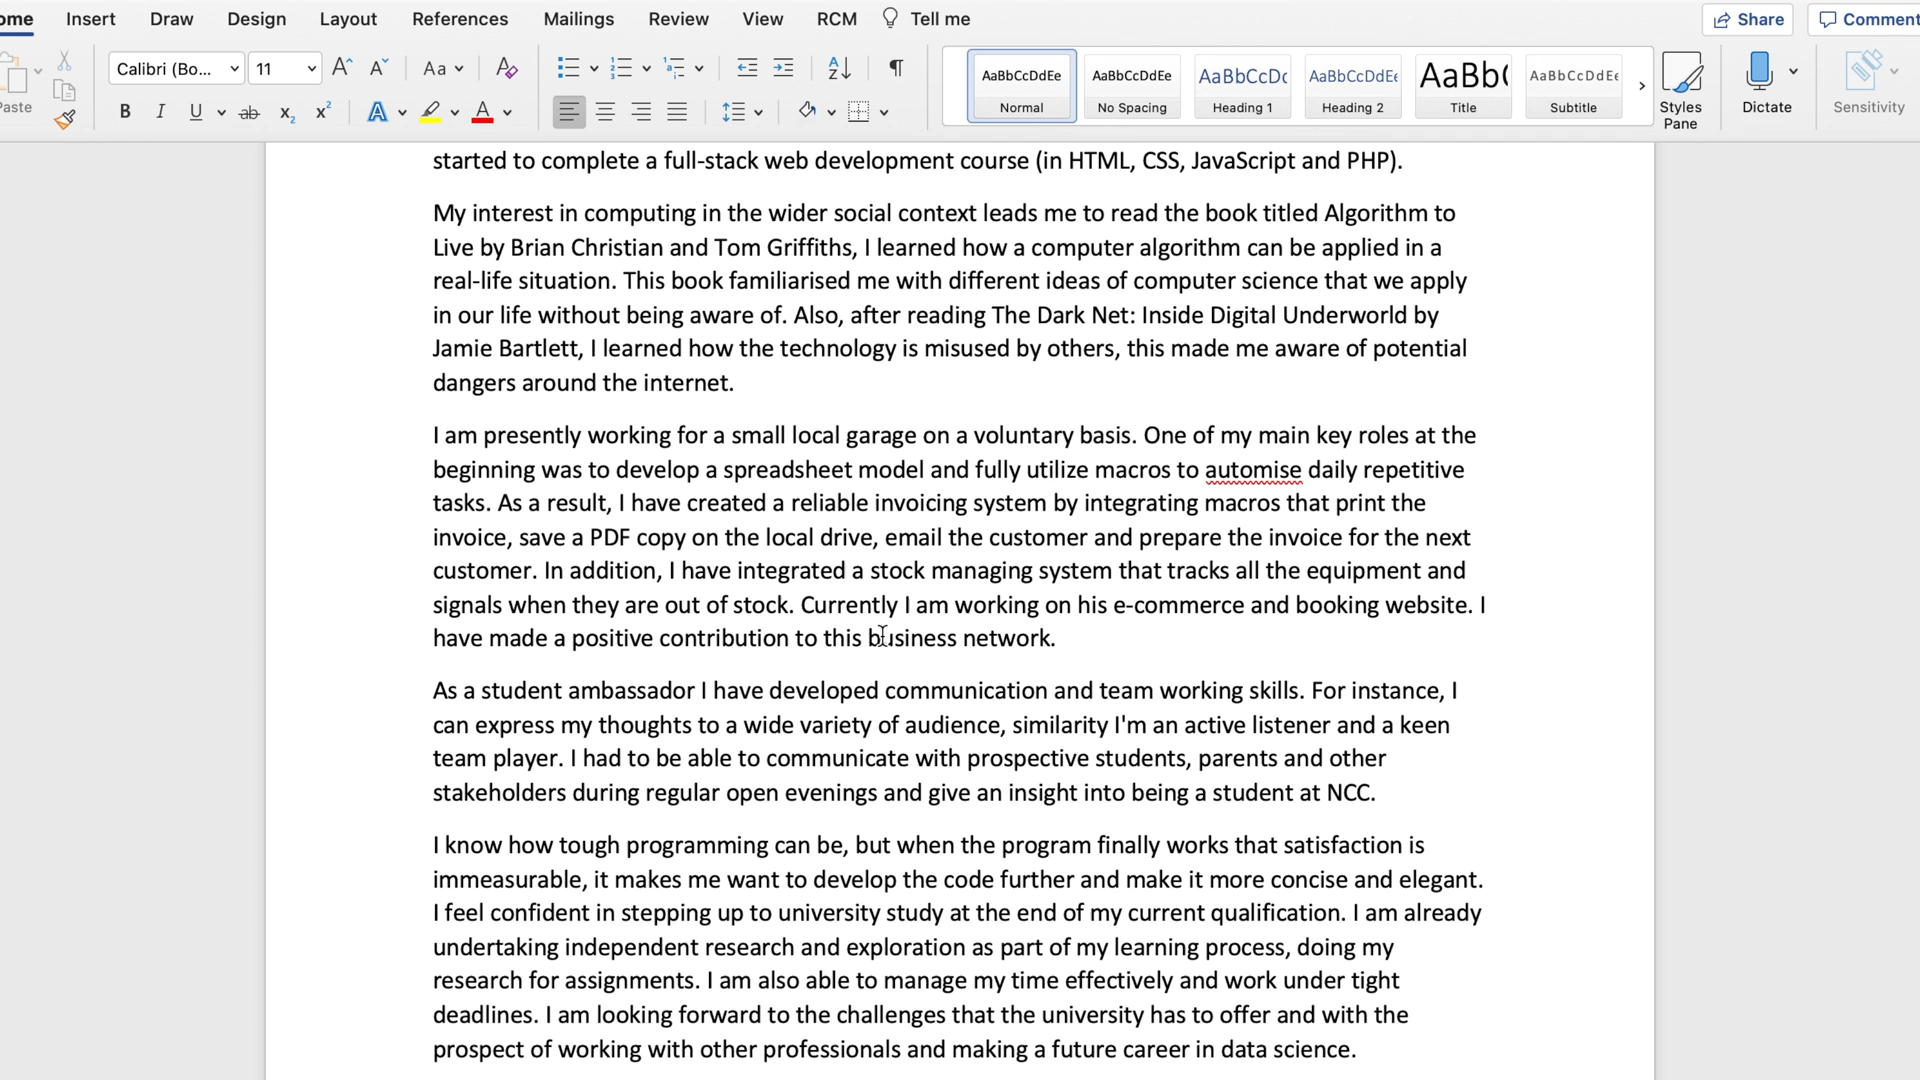 ome Insert Draw Design Layout References Mailings Review View RCM Tell me Share Comment
Paste Calibri (Bo... 11 A^ A˅ Aa A AaBbCcDdEe AaBbCcDdEe AaBbCcDc AaBbCcDdEe AaBb( AaBbCcDdEe
B I U ab x₂ x² A A Normal No Spacing Heading 1 Heading 2 Title Subtitle Styles Pane Dictate Sensitivity
started to complete a full-stack web development course (in HTML, CSS, JavaScript and PHP).
My interest in computing in the wider social context leads me to read the book titled Algorithm to
Live by Brian Christian and Tom Griffiths, I learned how a computer algorithm can be applied in a
real-life situation. This book familiarised me with different ideas of computer science that we apply
in our life without being aware of. Also, after reading The Dark Net: Inside Digital Underworld by
Jamie Bartlett, I learned how the technology is misused by others, this made me aware of potential
dangers around the internet.
I am presently working for a small local garage on a voluntary basis. One of my main key roles at the
beginning was to develop a spreadsheet model and fully utilize macros to automise daily repetitive
tasks. As a result, I have created a reliable invoicing system by integrating macros that print the
invoice, save a PDF copy on the local drive, email the customer and prepare the invoice for the next
customer. In addition, I have integrated a stock managing system that tracks all the equipment and
signals when they are out of stock. Currently I am working on his e-commerce and booking website. I
have made a positive contribution to this business network.
As a student ambassador I have developed communication and team working skills. For instance, I
can express my thoughts to a wide variety of audience, similarity I'm an active listener and a keen
team player. I had to be able to communicate with prospective students, parents and other
stakeholders during regular open evenings and give an insight into being a student at NCC.
I know how tough programming can be, but when the program finally works that satisfaction is
immeasurable, it makes me want to develop the code further and make it more concise and elegant.
I feel confident in stepping up to university study at the end of my current qualification. I am already
undertaking independent research and exploration as part of my learning process, doing my
research for assignments. I am also able to manage my time effectively and work under tight
deadlines. I am looking forward to the challenges that the university has to offer and with the
prospect of working with other professionals and making a future career in data science.